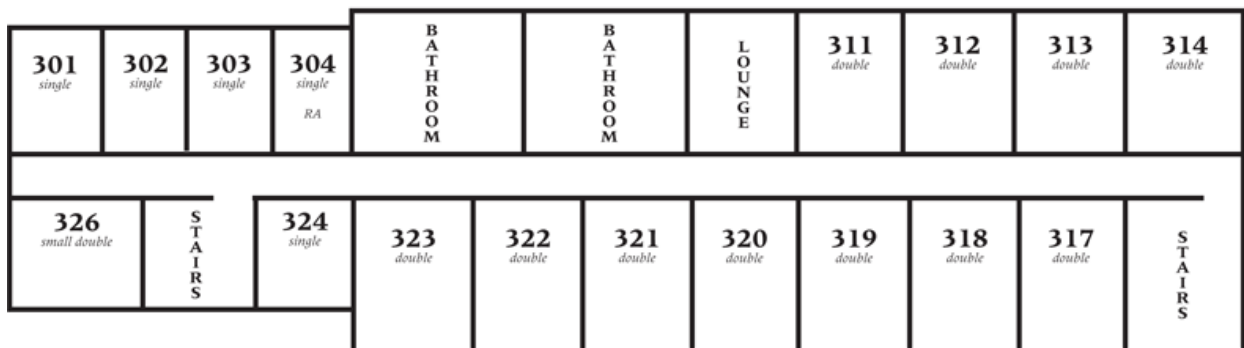 301
single
302
single
303
single
304
single
RA
BATHROOM
BATHROOM
LOUNGE
311
double
312
double
313
double
314
double
326
small double
STAIRS
324
single
323
double
322
double
321
double
320
double
319
double
318
double
317
double
STAIRS